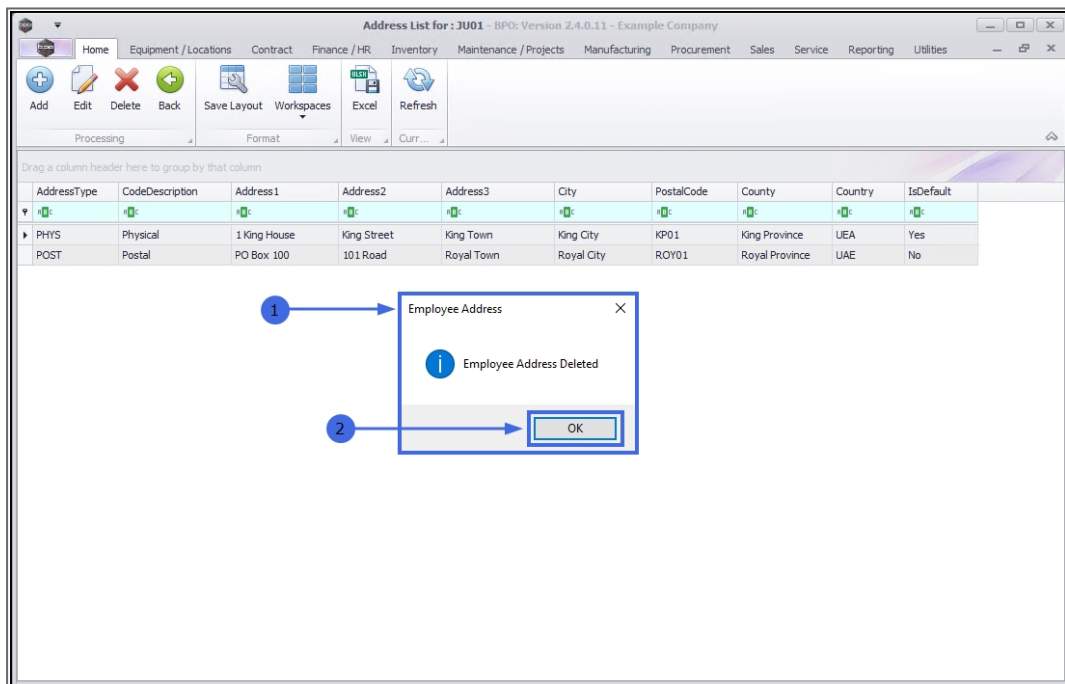 Address List for : JU01 - BPO: Version 2.4.0.11 - Example Company
Home Equipment / Locations Contract Finance / HR Inventory Maintenance / Projects Manufacturing Procurement Sales Service Reporting Utilities
Add Edit Delete Back Save Layout Workspaces Excel Refresh
Processing Format View Curr...
Drag a column header here to group by that column
AddressType CodeDescription Address1 Address2 Address3 City PostalCode County Country IsDefault
PHYS Physical 1 King House King Street King Town King City KP01 King Province UEA Yes
POST Postal PO Box 100 101 Road Royal Town Royal City ROY01 Royal Province UAE No
1 Employee Address
Employee Address Deleted
2 OK